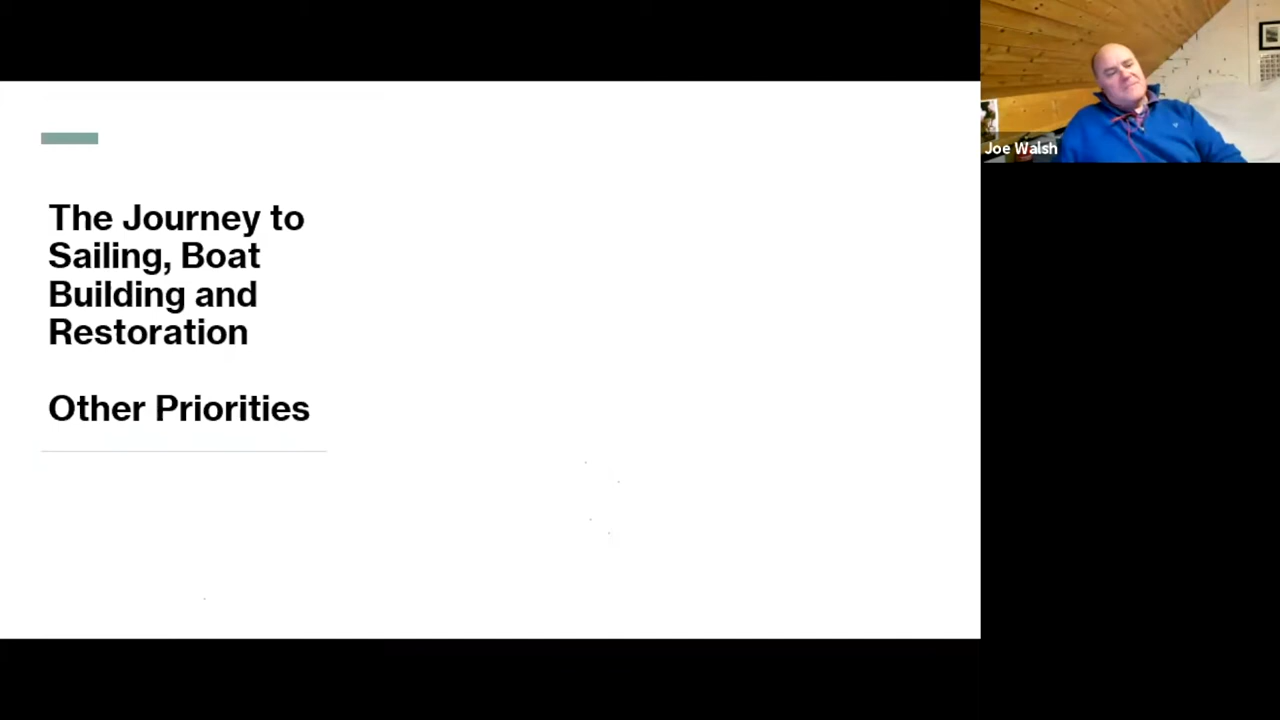 The Journey to
Sailing, Boat
Building and
Restoration
Other Priorities
Joe Walsh